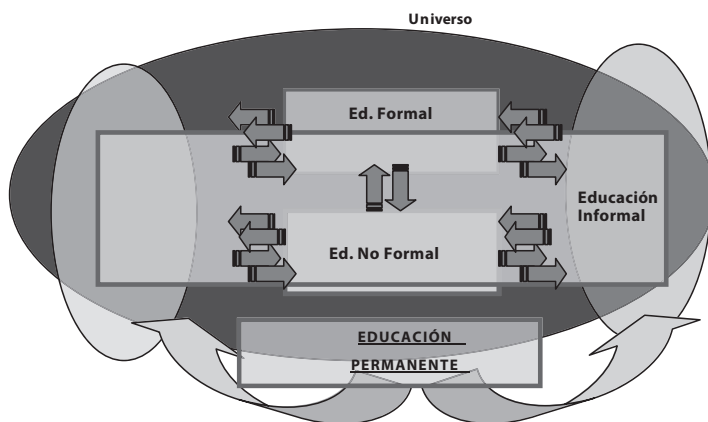 Universo
Ed. Formal
Educación
Informal
Ed. No Formal
EDUCACIÓN
PERMANENTE